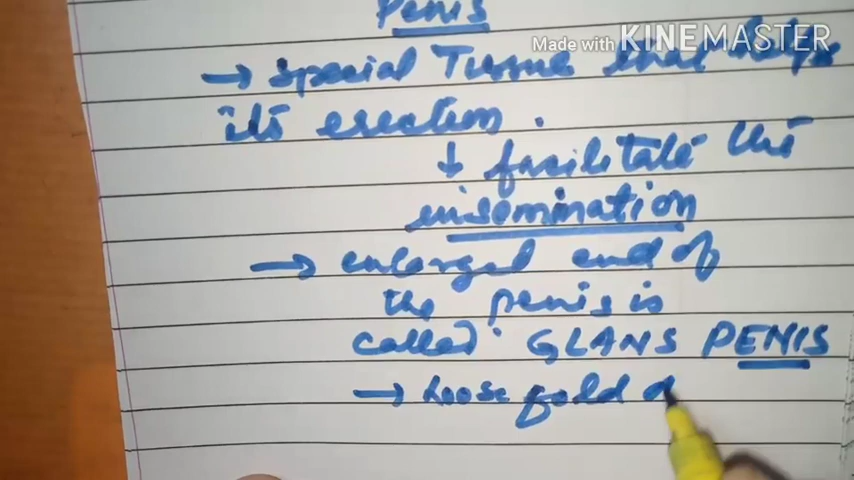 Penis
Made with KINEMASTER
→ special Tissue that helps
its erection.
↓ facilitate the
insemination
→ enlarged end of
the penis is
called GLANS PENIS
→ Loose fold o